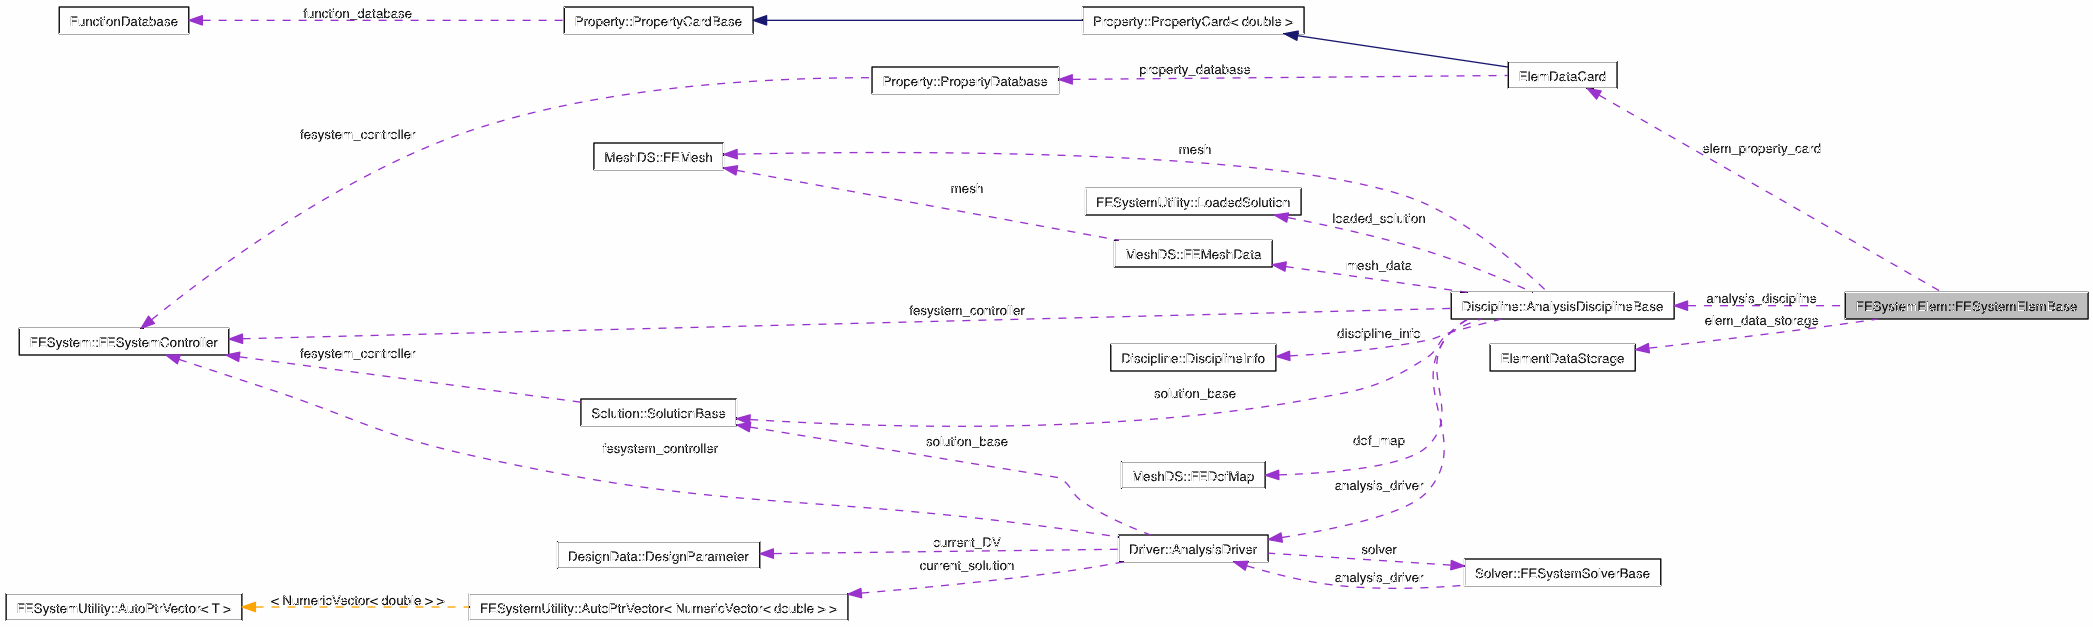 function_database
FunctionDatabase
Property::PropertyCardBase
Property::PropertyCard< double >
property_database
Property::PropertyDatabase
ElemDataCard
fesystem_controller
MeshDS::FEMesh
mesh
elem_property_card
mesh
FESystemUtility::LoadedSolution
loaded_solution
MeshDS::FEMeshData
mesh_data
fesystem_controller
Discipline::AnalysisDisciplineBase
analysis_discipline
FESystemElem::FESystemElemBase
elem_data_storage
FESystem::FESystemController
fesystem_controller
discipline_info
Discipline::DisciplineInfo
ElementDataStorage
solution_base
Solution::SolutionBase
fesystem_controller
solution_base
dof_map
MeshDS::FEDofMap
analysis_driver
current_DV
DesignData::DesignParameter
Driver::AnalysisDriver
solver
current_solution
analysis_driver
Solver::FESystemSolverBase
FESystemUtility::AutoPtrVector< T >
< NumericVector< double > >
FESystemUtility::AutoPtrVector< NumericVector< double > >